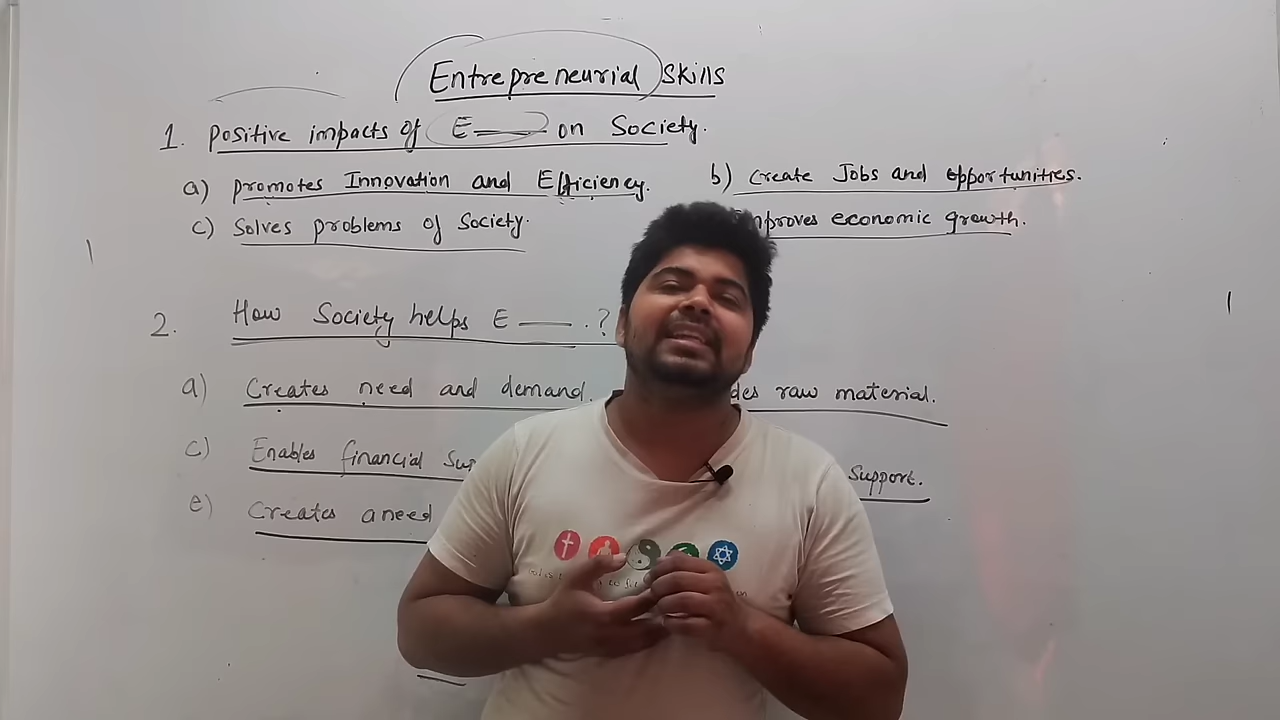 Entrepreneurial Skills
1. Positive impacts of E—— on Society.
a) promotes Innovation and Efficiency. b) Create Jobs and opportunities.
c) Solves problems of Society. improves economic growth.
2. How Society helps E ——.?
a) Creates need and demand. raw material.
c) Enables financial Support.
e) Creates a need